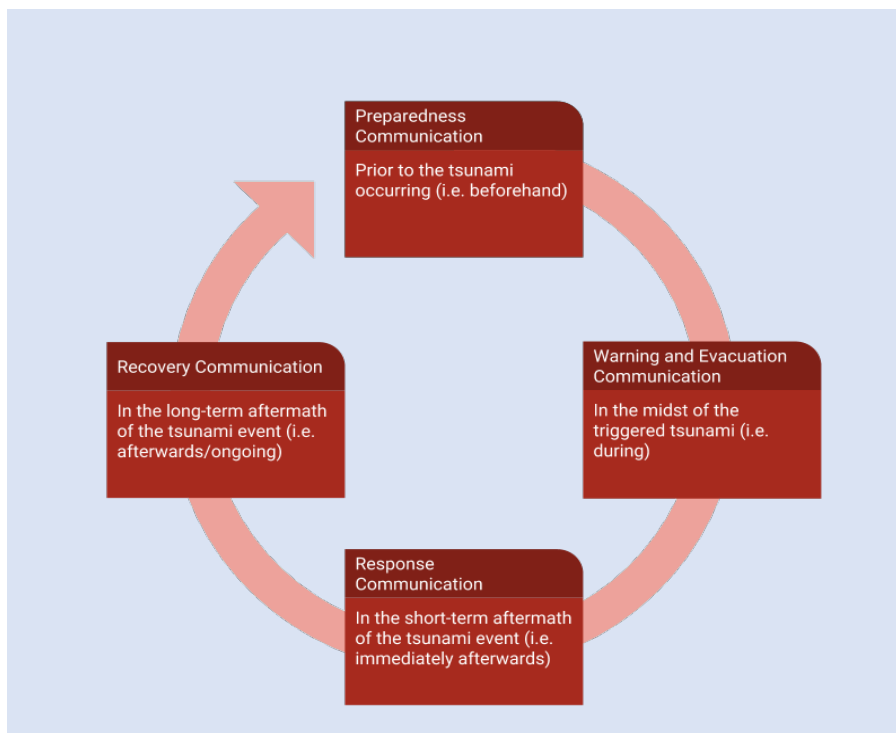 Preparedness
Communication
Prior to the tsunami
occurring (i.e. beforehand)
Warning and Evacuation
Communication
In the midst of the
triggered tsunami (i.e.
during)
Response
Communication
In the short-term aftermath
of the tsunami event (i.e.
immediately afterwards)
Recovery Communication
In the long-term aftermath
of the tsunami event (i.e.
afterwards/ongoing)